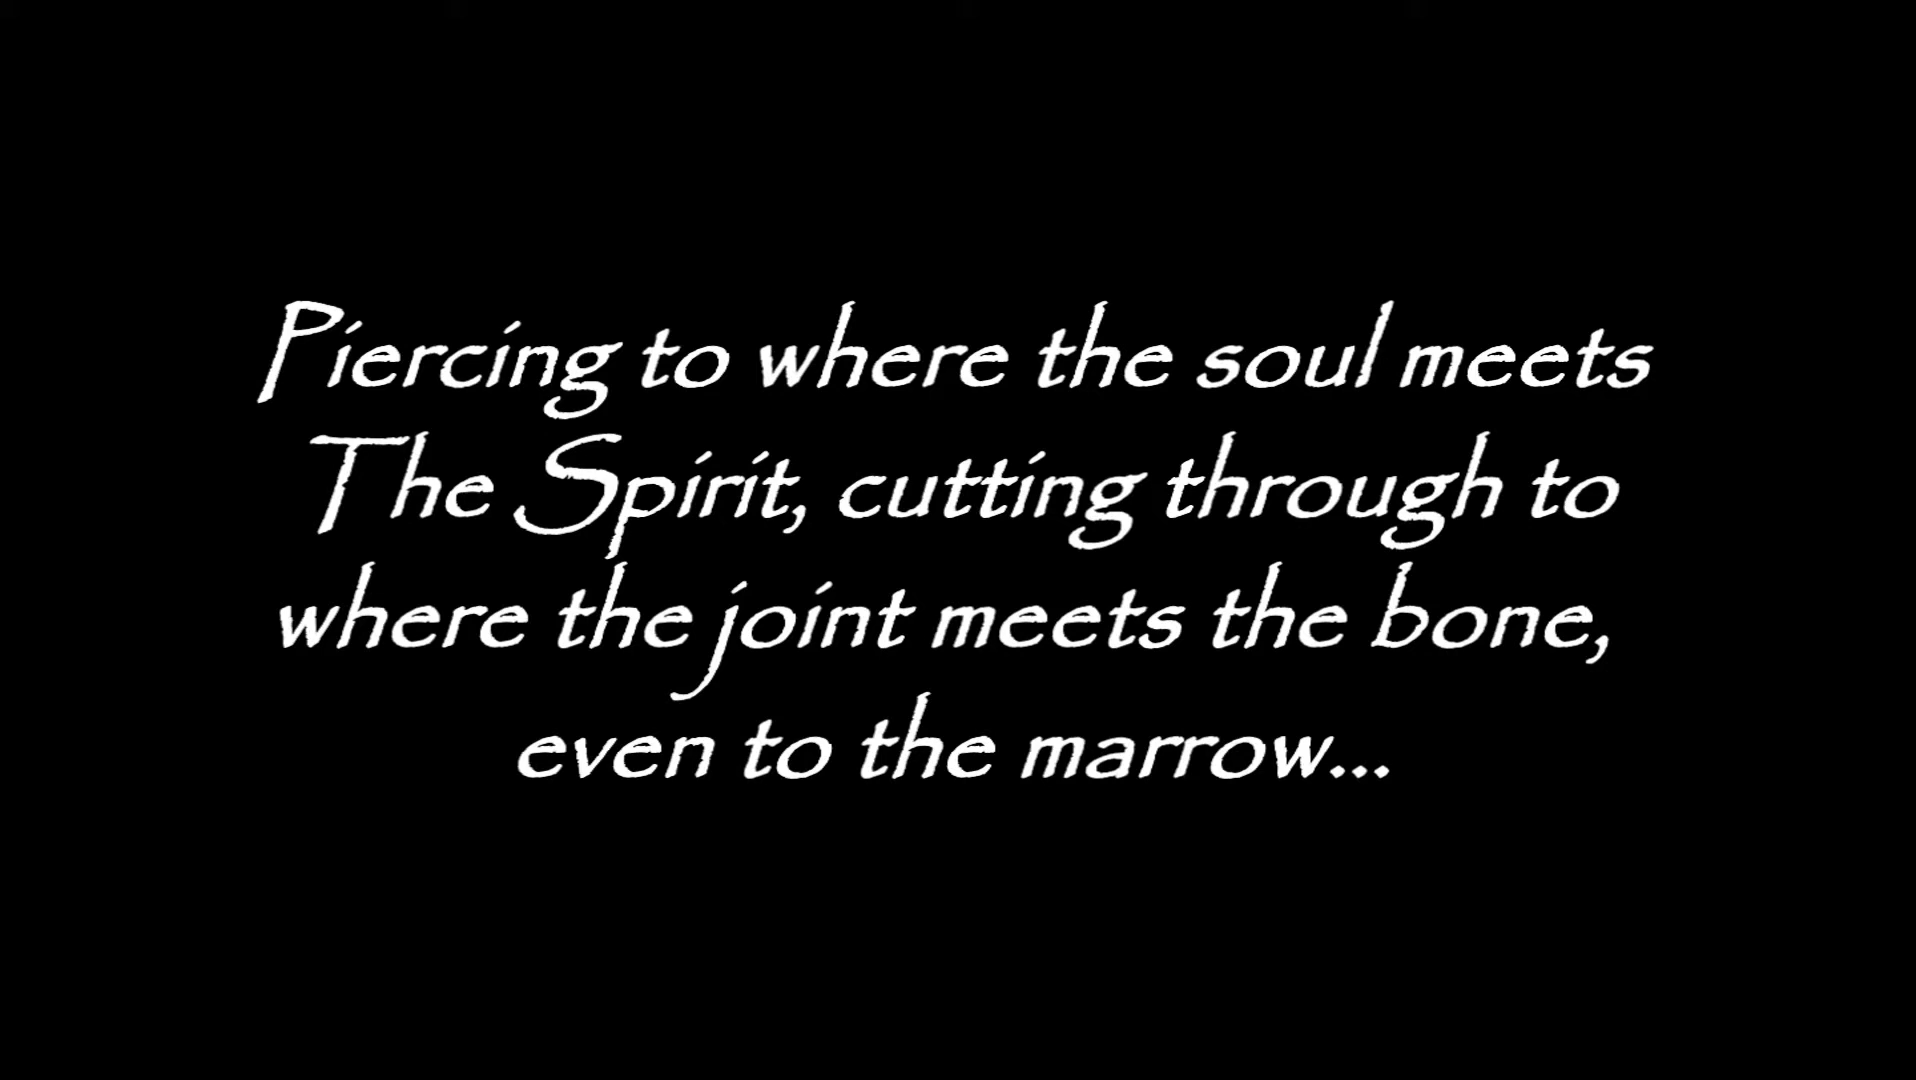 Piercing to where the soul meets
The Spirit, cutting through to
where the joint meets the bone,
even to the marrow...